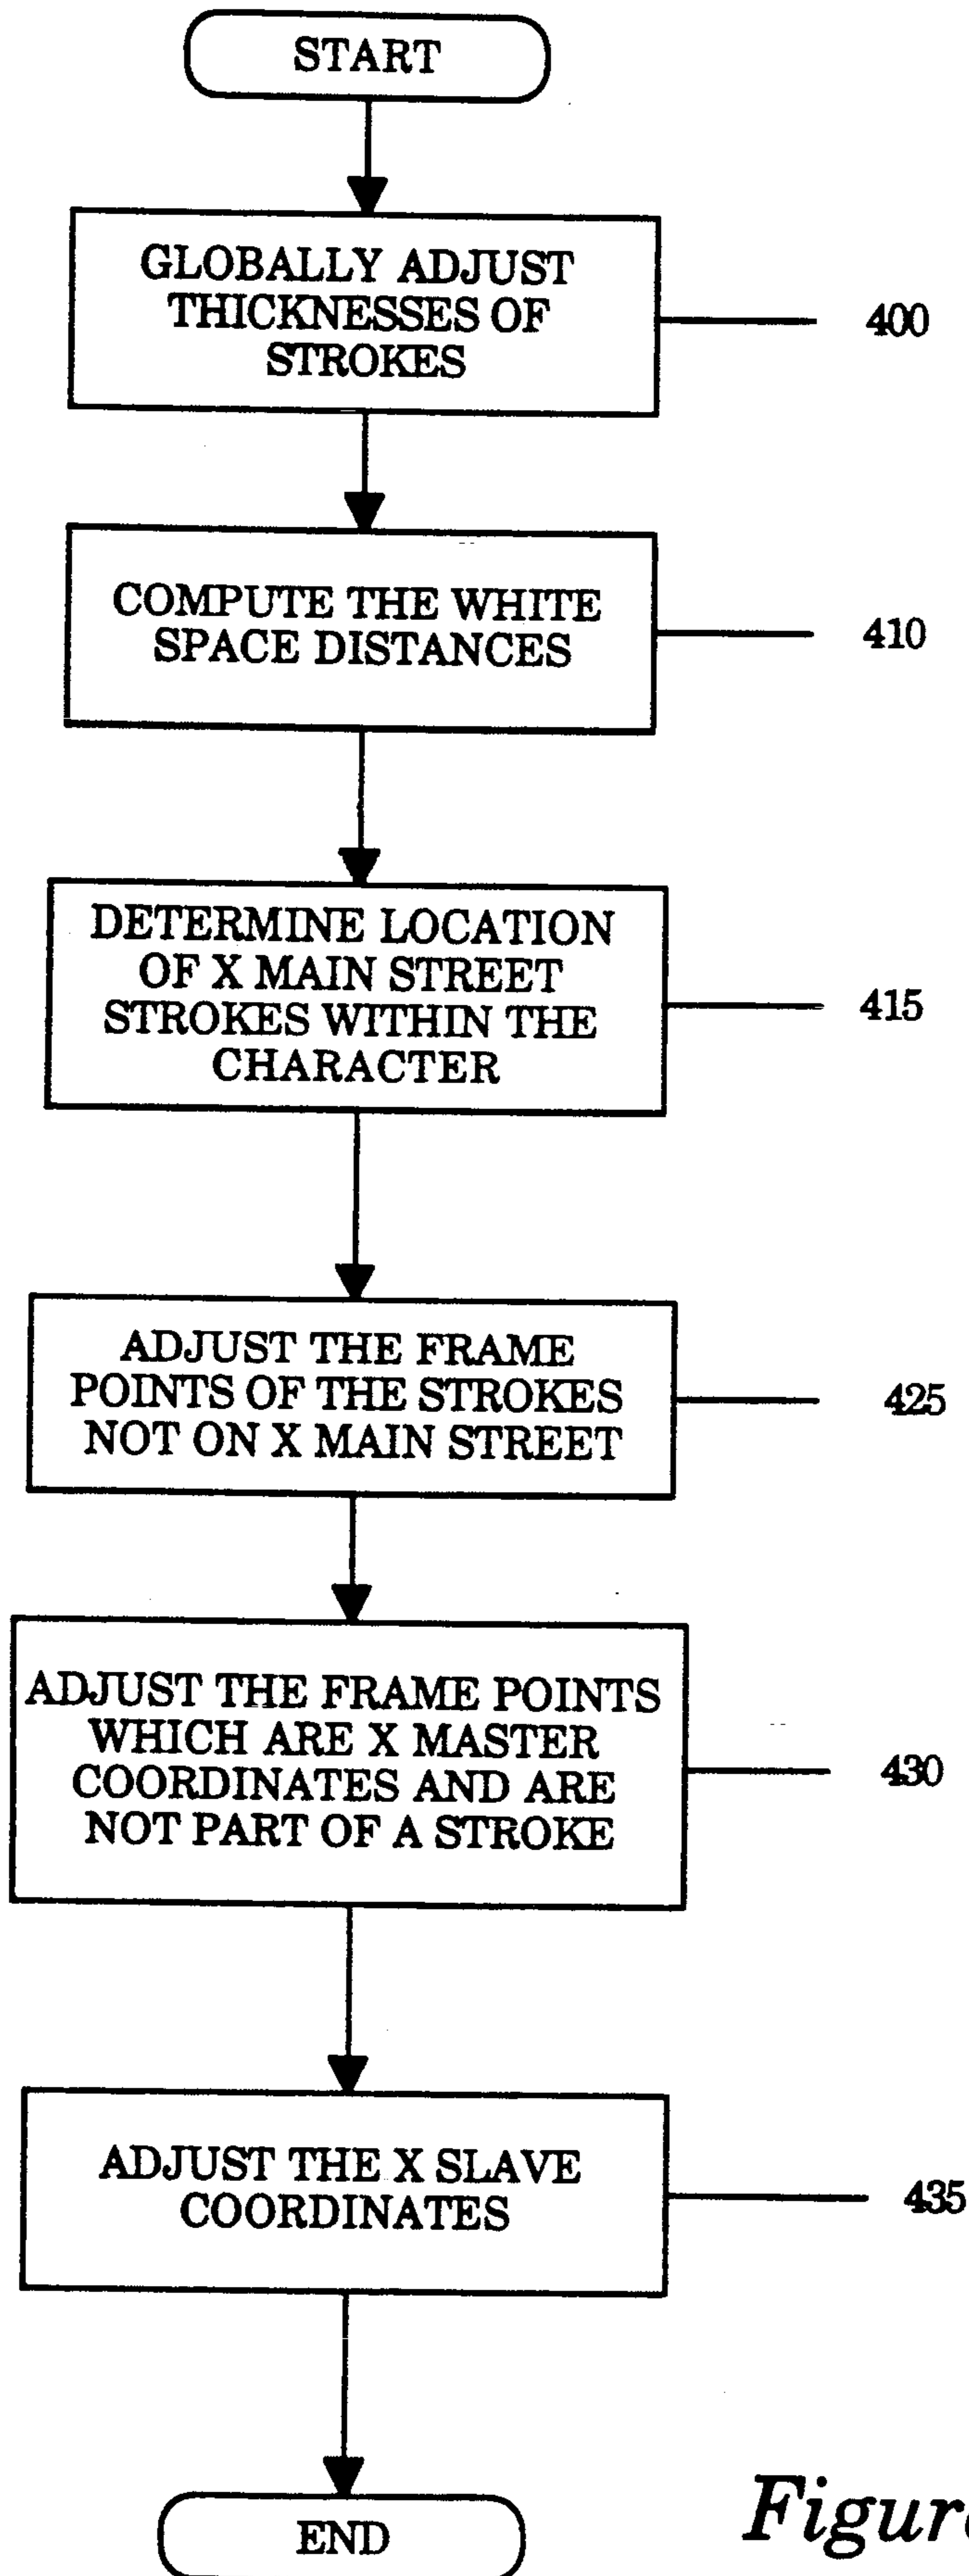 START
GLOBALLY ADJUST
THICKNESSES OF
STROKES
400
COMPUTE THE WHITE
SPACE DISTANCES
410
DETERMINE LOCATION
OF X MAIN STREET
STROKES WITHIN THE
CHARACTER
415
ADJUST THE FRAME
POINTS OF THE STROKES
NOT ON X MAIN STREET
425
ADJUST THE FRAME POINTS
WHICH ARE X MASTER
COORDINATES AND ARE
NOT PART OF A STROKE
430
ADJUST THE X SLAVE
COORDINATES
435
END
Figure